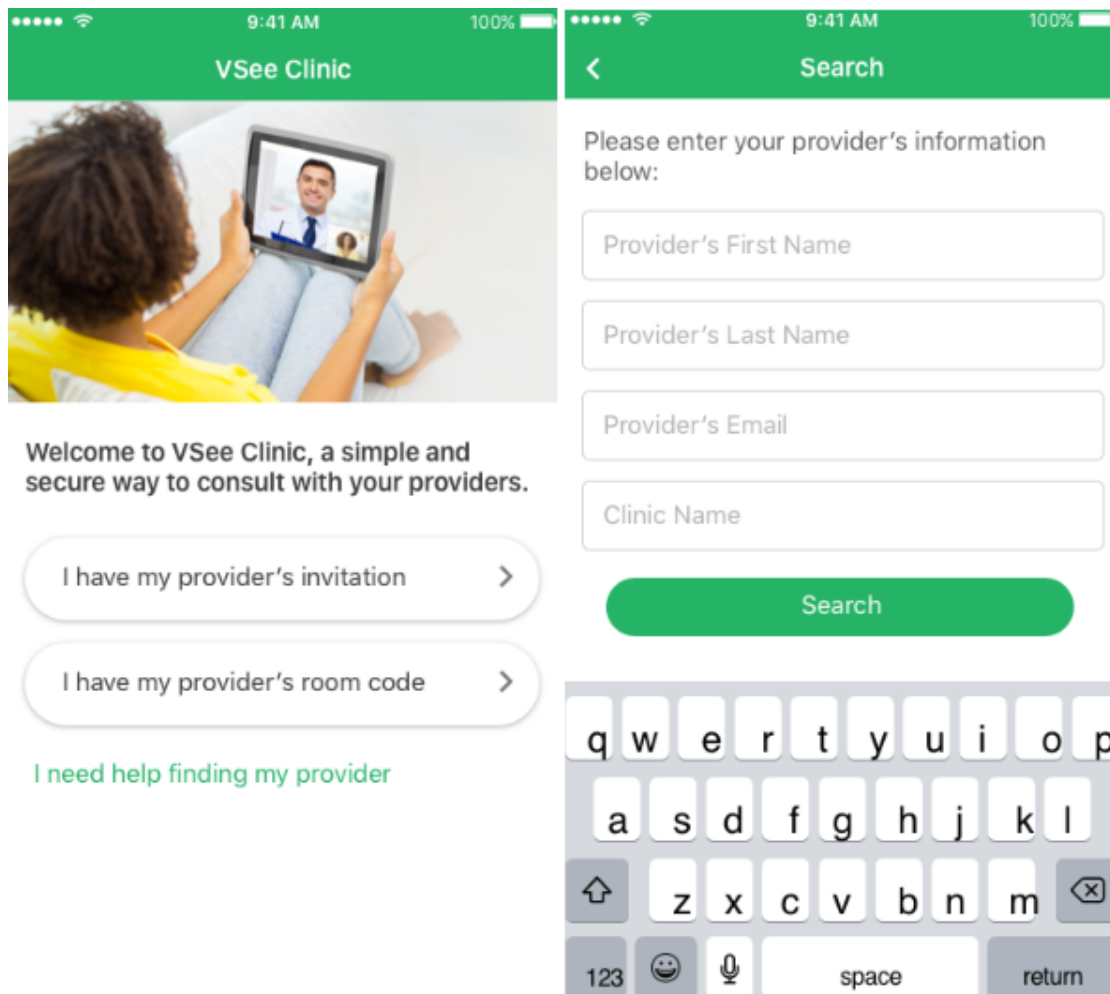 9:41 AM 100%
VSee Clinic
Welcome to VSee Clinic, a simple and
secure way to consult with your providers.
I have my provider's invitation
I have my provider's room code
I need help finding my provider
9:41 AM 100%
Search
Please enter your provider's information
below:
Provider's First Name
Provider's Last Name
Provider's Email
Clinic Name
Search
q w e r t y u i o p
a s d f g h j k l
z x c v b n m
123 space return